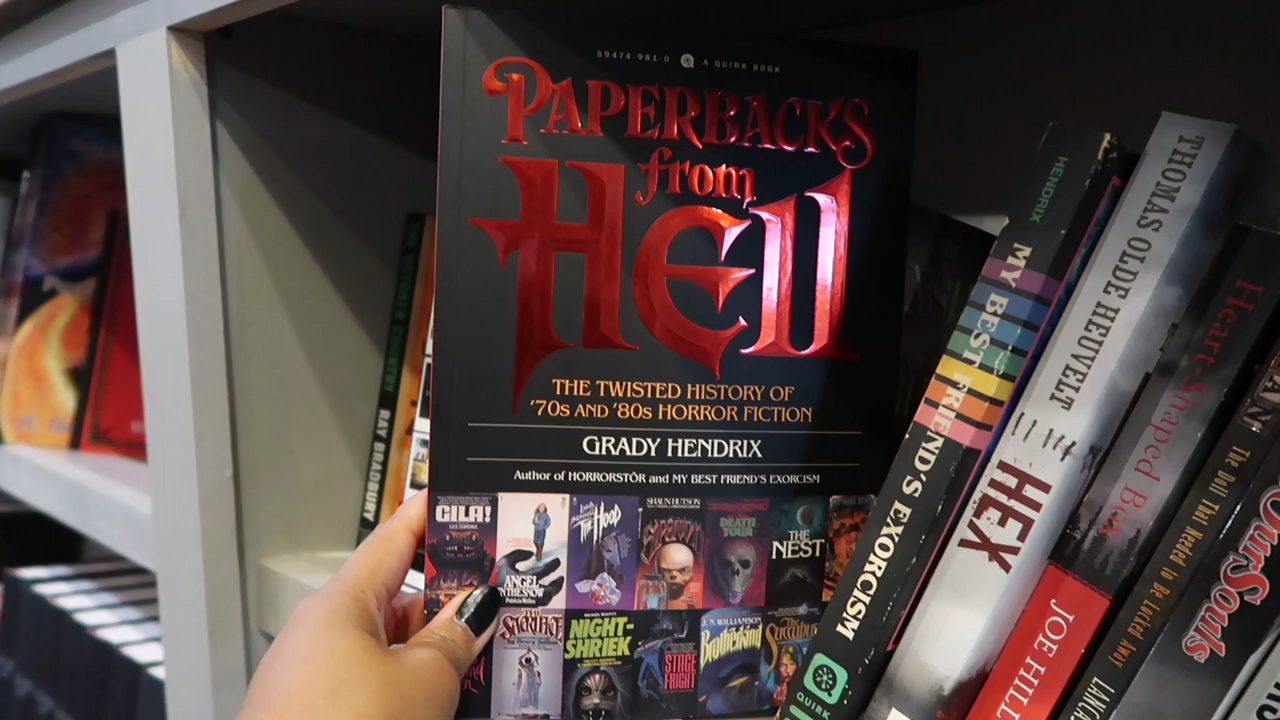 59474-981-0 A QUIRK BOOK
PAPERBACKS
from
HELL
THE TWISTED HISTORY OF
'70s AND '80s HORROR FICTION
GRADY HENDRIX
Author of HORRORSTÖR and MY BEST FRIEND'S EXORCISM
GILA!
LES SIMONS
ANGEL
IN THE SNOW
THE HOOD
SHAUN HUTSON
SPAWN
DEATH
TOUR
THE
NEST
THE
SACRIFICE
NIGHT-
SHRIEK
STAGE
FRIGHT
J. N. WILLIAMSON
Brotherkind
The Succubus
RAY BRADBURY
HENDRIX
MY BEST FRIEND'S EXORCISM
QUIRK
THOMAS OLDE HEUVELT
HEX
Heart-Shaped Box
JOE HILL
The Doll That Needed To Be Locked Away
OurSouls